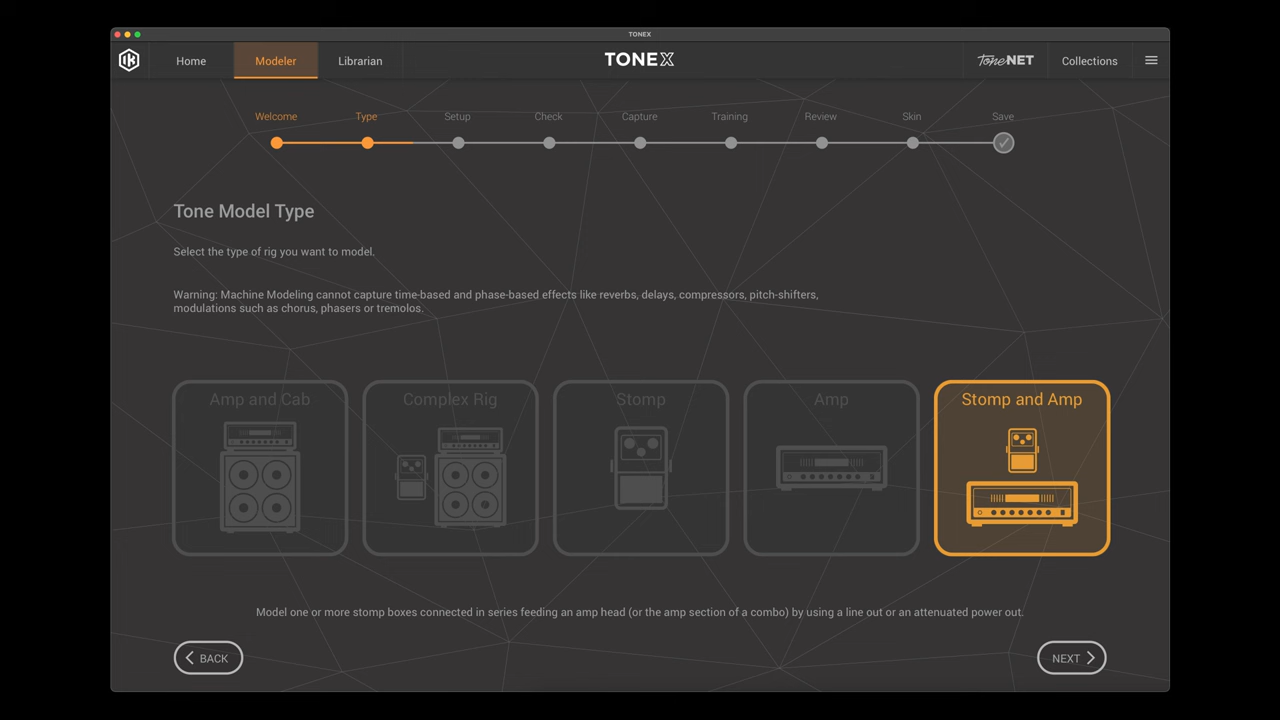 TONEX
Home
Modeler
Librarian
TONEX
ToneNET
Collections
Welcome
Type
Setup
Check
Capture
Training
Review
Skin
Save
Tone Model Type
Select the type of rig you want to model.
Warning: Machine Modeling cannot capture time-based and phase-based effects like reverbs, delays, compressors, pitch-shifters,
modulations such as chorus, phasers or tremolos.
Amp and Cab
Complex Rig
Stomp
Amp
Stomp and Amp
Model one or more stomp boxes connected in series feeding an amp head (or the amp section of a combo) by using a line out or an attenuated power out.
BACK
NEXT